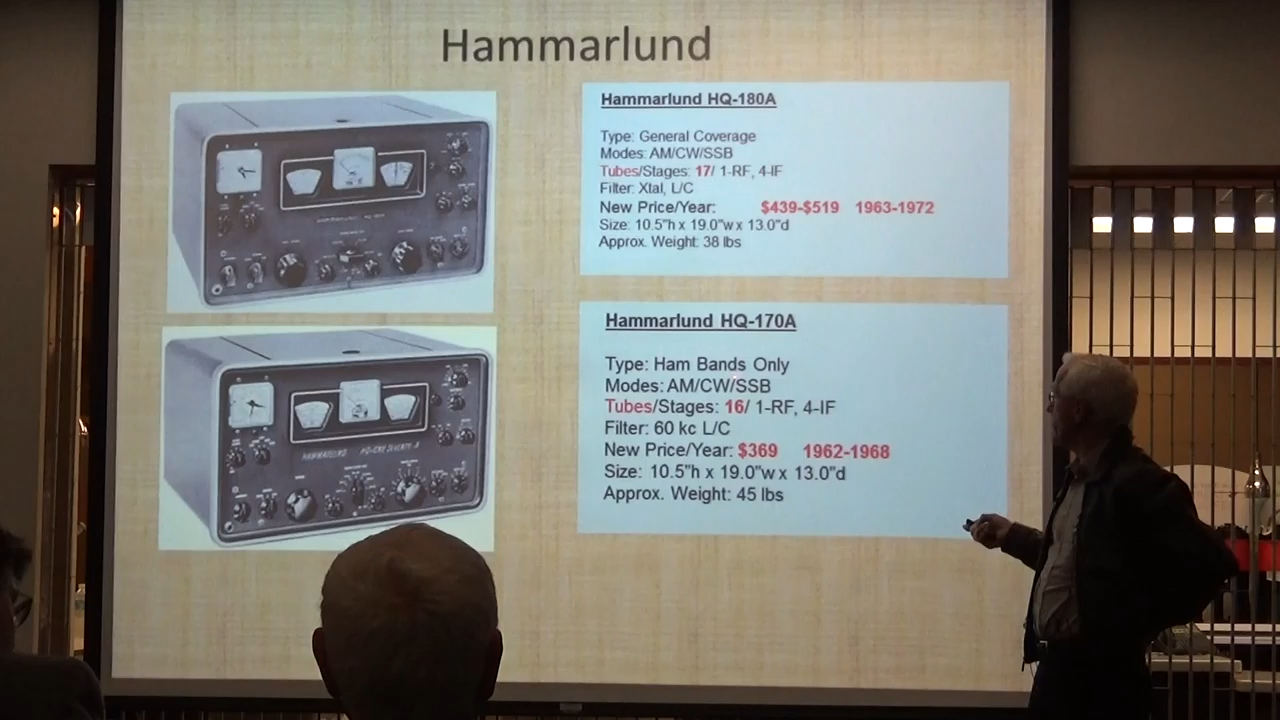 Hammarlund
Hammarlund HQ-180A
Type: General Coverage
Modes: AM/CW/SSB
Tubes/Stages: 17/ 1-RF, 4-IF
Filter: Xtal, L/C
New Price/Year: $439-$519 1963-1972
Size: 10.5"h x 19.0"w x 13.0"d
Approx. Weight: 38 lbs
Hammarlund HQ-170A
Type: Ham Bands Only
Modes: AM/CW/SSB
Tubes/Stages: 16/ 1-RF, 4-IF
Filter: 60 kc L/C
New Price/Year: $369 1962-1968
Size: 10.5"h x 19.0"w x 13.0"d
Approx. Weight: 45 lbs
HAMMARLUND